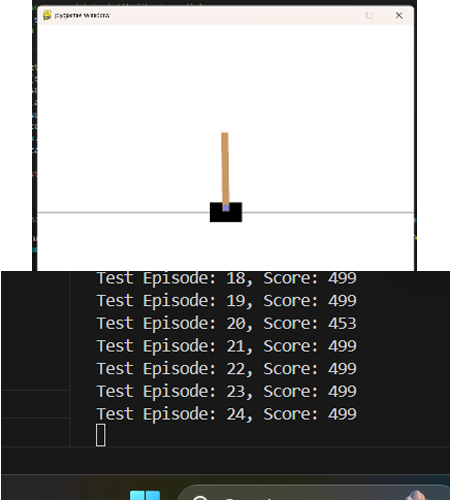 pygame window
Test Episode: 18, Score: 499
Test Episode: 19, Score: 499
Test Episode: 20, Score: 453
Test Episode: 21, Score: 499
Test Episode: 22, Score: 499
Test Episode: 23, Score: 499
Test Episode: 24, Score: 499